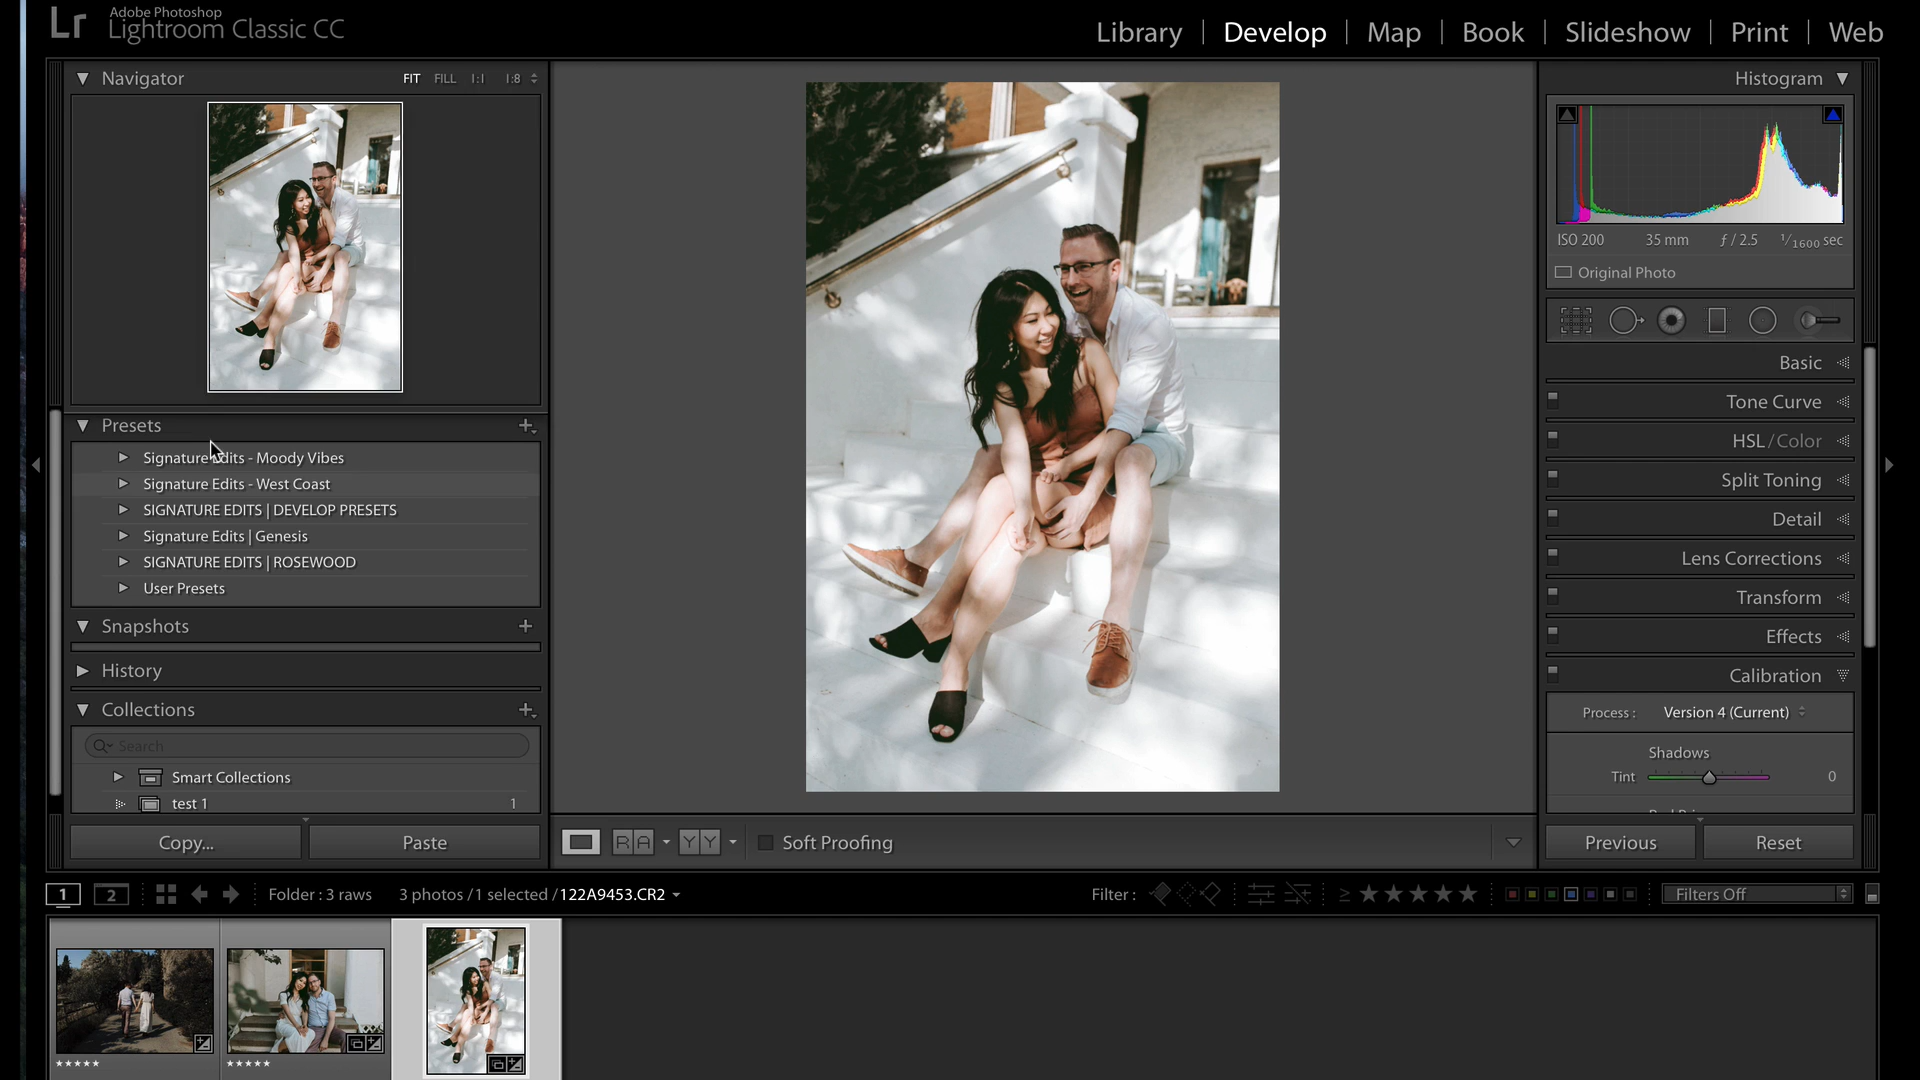 Lr
Adobe Photoshop
Lightroom Classic CC
Library | Develop | Map | Book | Slideshow | Print | Web
Navigator FIT FILL 1:1 1:8
Presets
Signature Edits - Moody Vibes
Signature Edits - West Coast
SIGNATURE EDITS | DEVELOP PRESETS
Signature Edits | Genesis
SIGNATURE EDITS | ROSEWOOD
User Presets
Snapshots
History
Collections
Search
Smart Collections
test 1 1
Copy... Paste
RA YY Soft Proofing
Histogram
ISO 200 35 mm ƒ / 2.5 1/1600 sec
Original Photo
Basic
Tone Curve
HSL / Color
Split Toning
Detail
Lens Corrections
Transform
Effects
Calibration
Process : Version 4 (Current)
Shadows
Tint 0
Previous Reset
1 2 Folder : 3 raws 3 photos / 1 selected / 122A9453.CR2 Filter : ≥ ★★★★★ Filters Off
★★★★★ ★★★★★